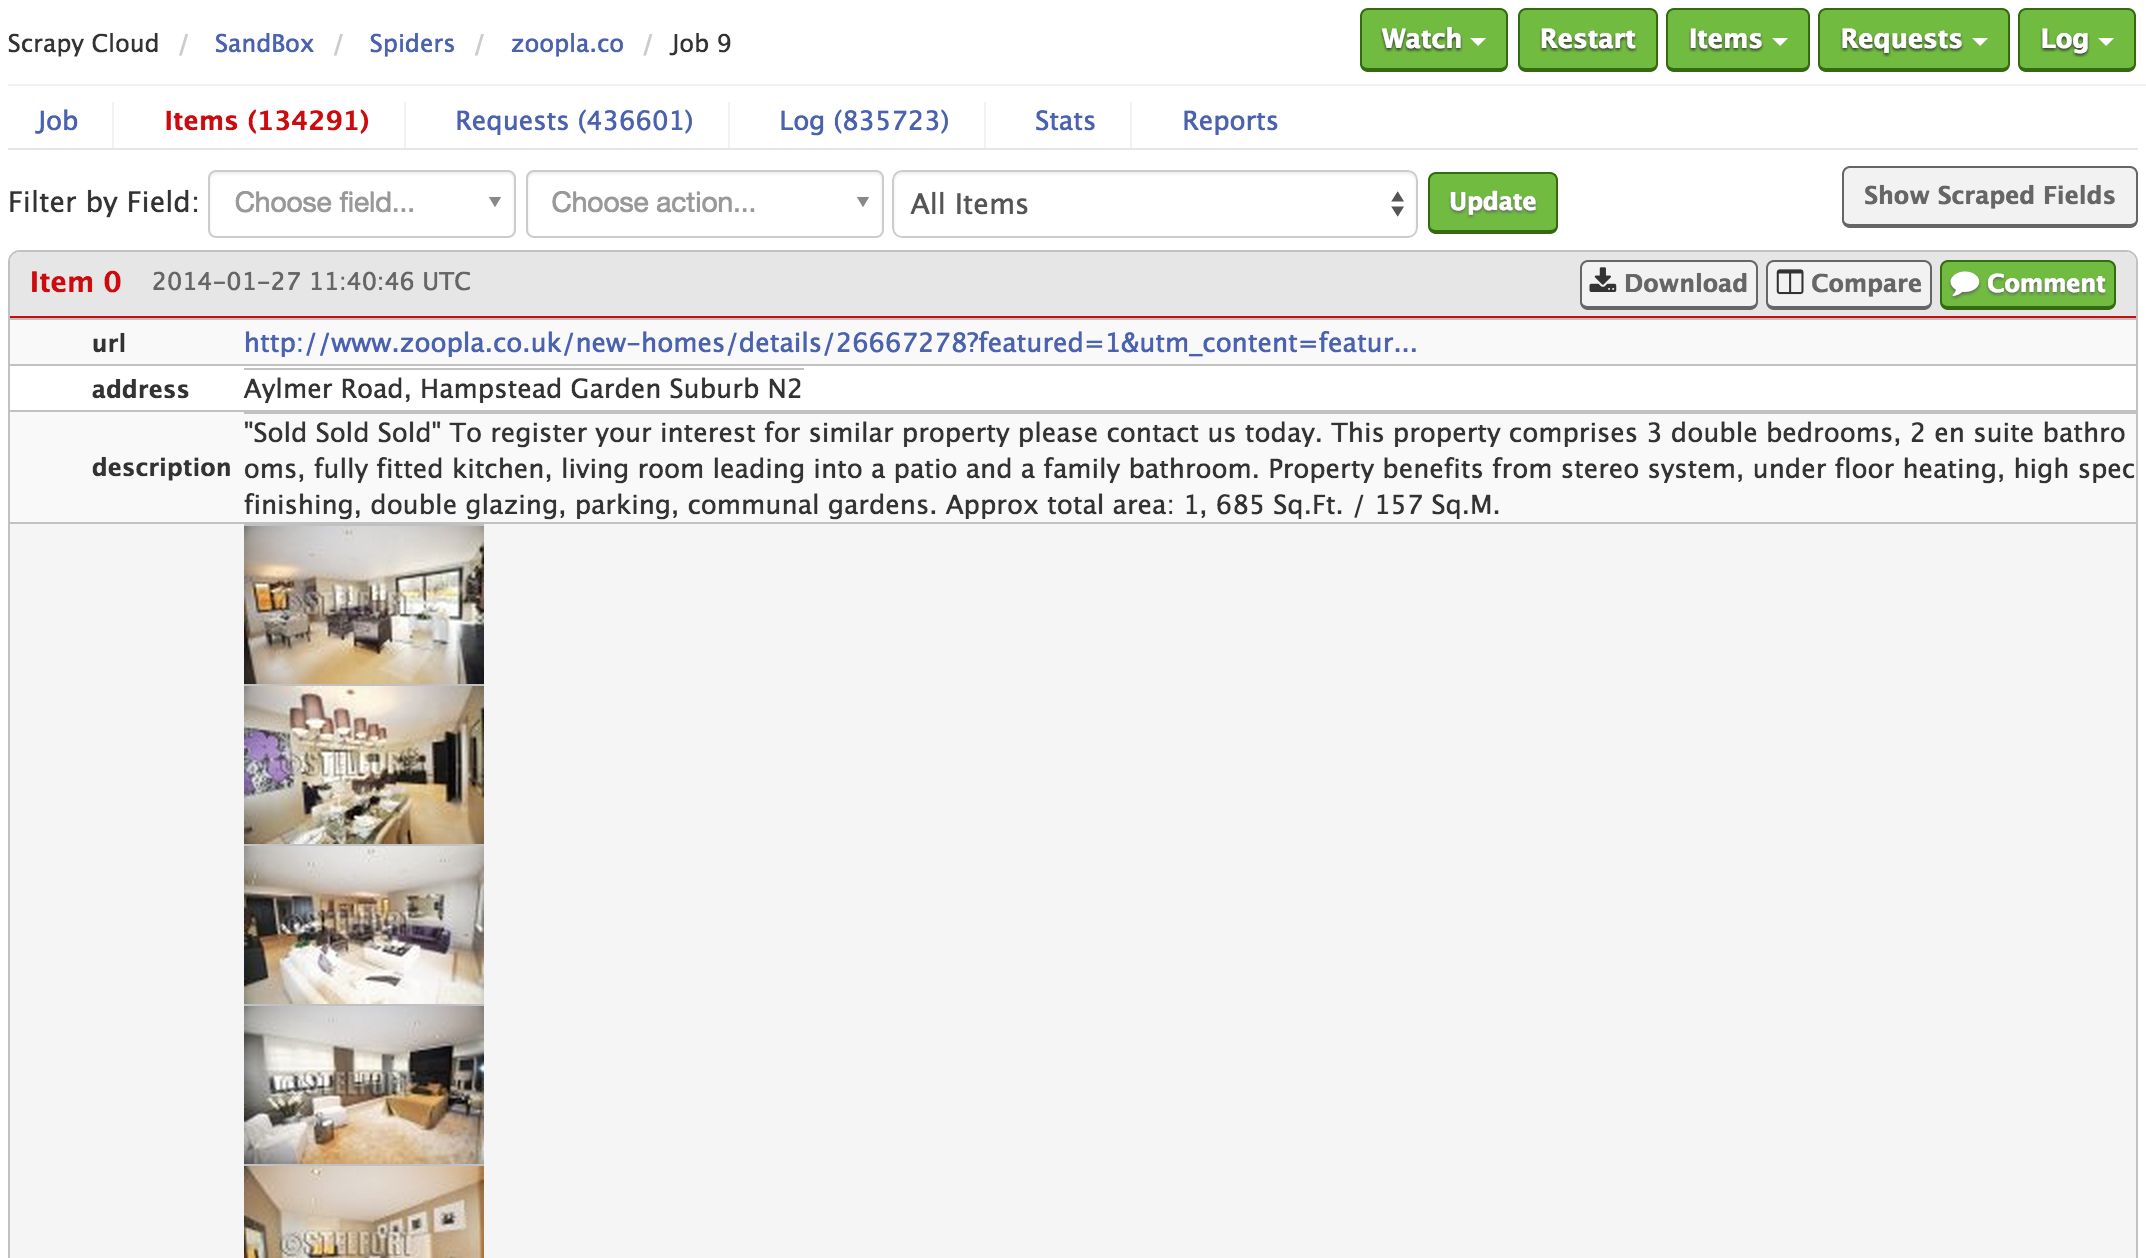 Scrapy Cloud / SandBox / Spiders / zoopla.co / Job 9
Watch Restart Items Requests Log
Job Items (134291) Requests (436601) Log (835723) Stats Reports
Filter by Field: Choose field... Choose action... All Items Update Show Scraped Fields
Item 0 2014-01-27 11:40:46 UTC Download Compare Comment
url http://www.zoopla.co.uk/new-homes/details/26667278?featured=1&utm_content=featur...
address Aylmer Road, Hampstead Garden Suburb N2
description
"Sold Sold Sold" To register your interest for similar property please contact us today. This property comprises 3 double bedrooms, 2 en suite bathro
oms, fully fitted kitchen, living room leading into a patio and a family bathroom. Property benefits from stereo system, under floor heating, high spec
finishing, double glazing, parking, communal gardens. Approx total area: 1, 685 Sq.Ft. / 157 Sq.M.